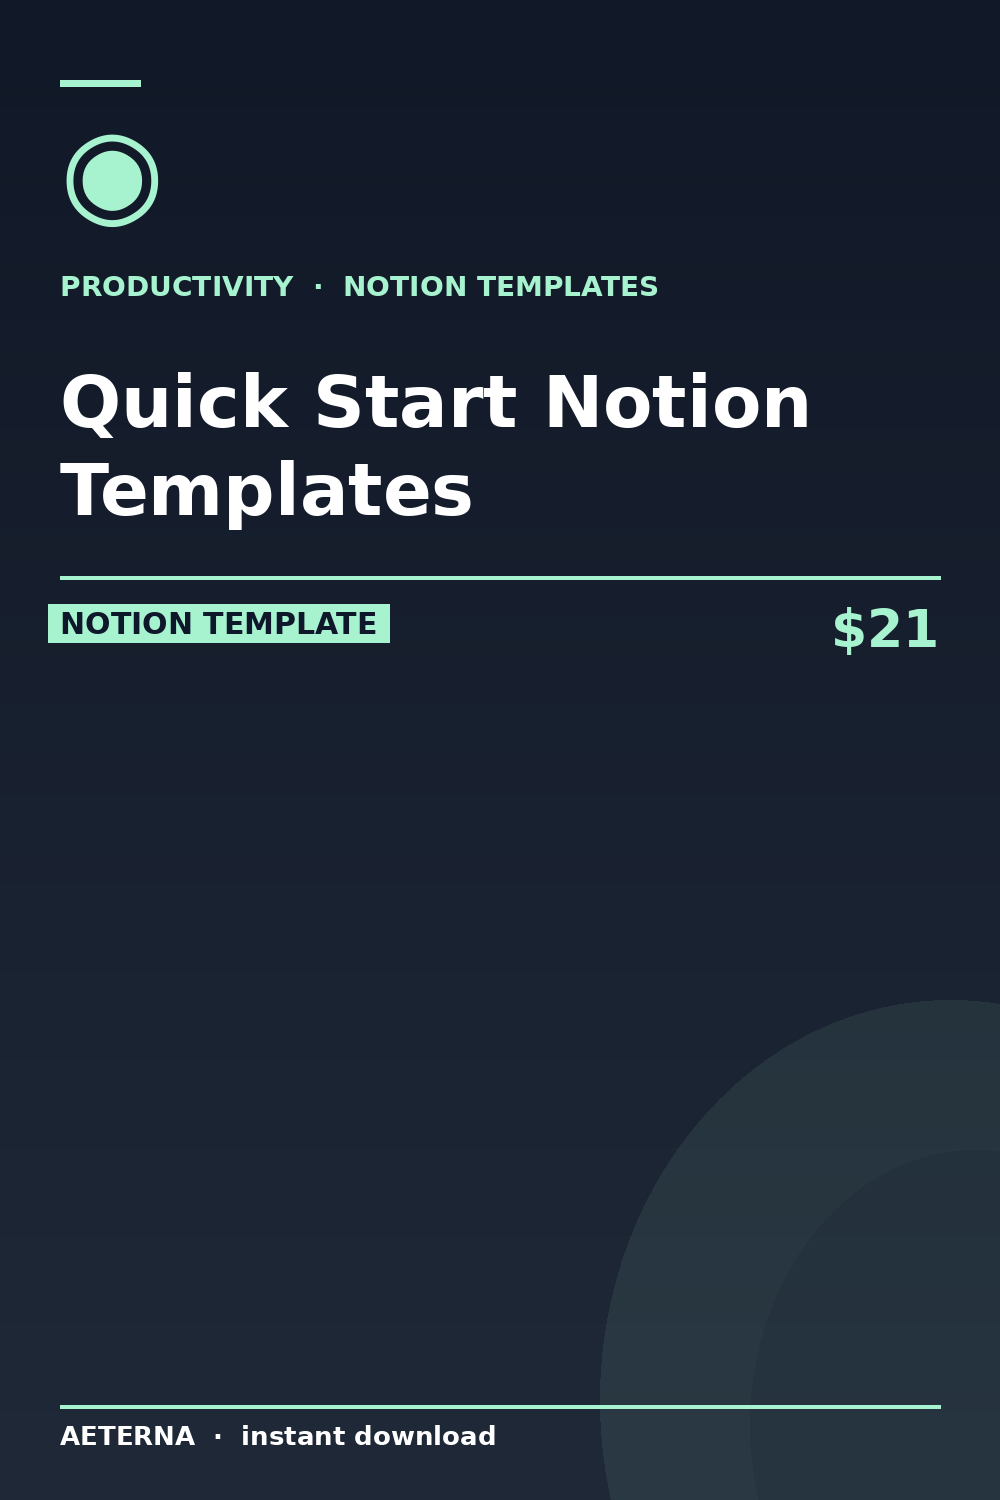 PRODUCTIVITY · NOTION TEMPLATES
Quick Start Notion
Templates
NOTION TEMPLATE
$21
AETERNA · instant download